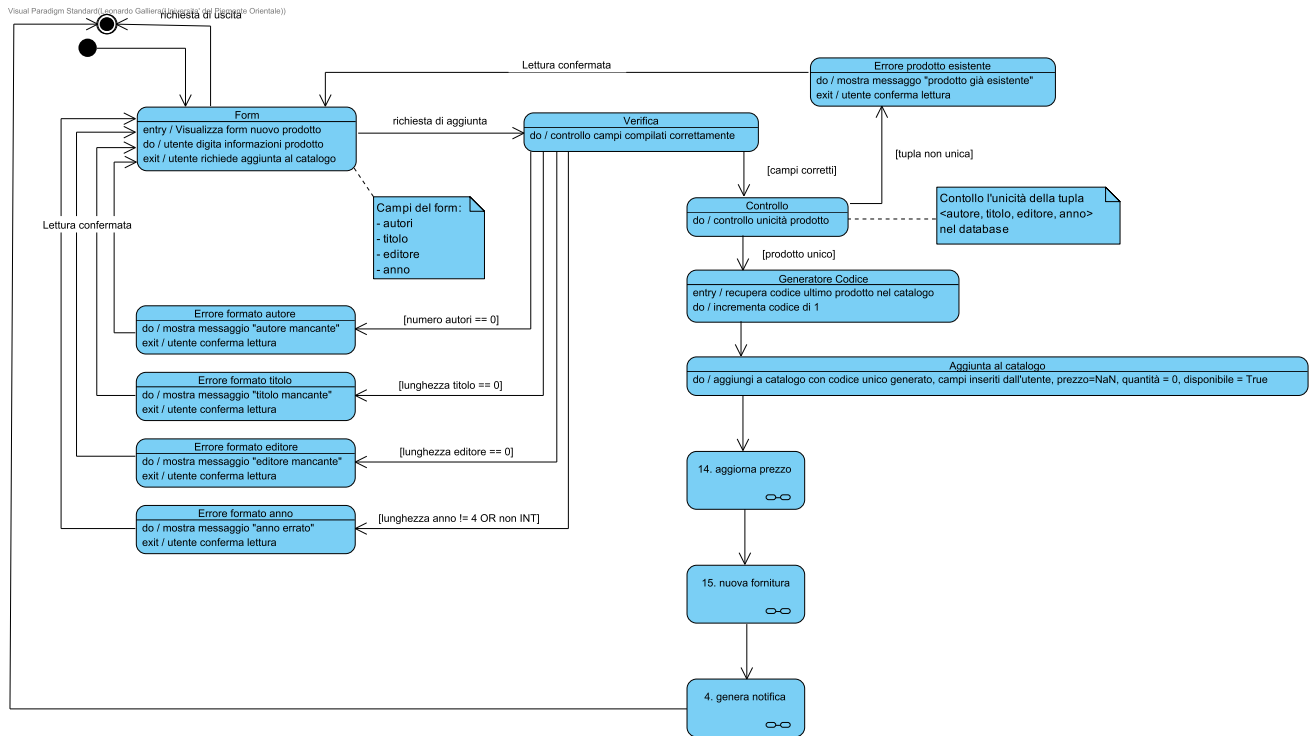 Visual Paradigm Standard(Leonardo Galliera(Universita' del Piemonte Orientale))
richiesta di uscita
Form
entry / Visualizza form nuovo prodotto
do / utente digita informazioni prodotto
exit / utente richiede aggiunta al catalogo
richiesta di aggiunta
Lettura confermata
Errore prodotto esistente
do / mostra messaggo "prodotto già esistente"
exit / utente conferma lettura
Verifica
do / controllo campi compilati correttamente
[campi corretti]
[tupla non unica]
Controllo
do / controllo unicità prodotto
Contollo l'unicità della tupla
<autore, titolo, editore, anno>
nel database
Campi del form:
- autori
- titolo
- editore
- anno
Lettura confermata
[prodotto unico]
Generatore Codice
entry / recupera codice ultimo prodotto nel catalogo
do / incrementa codice di 1
Errore formato autore
do / mostra messaggio "autore mancante"
exit / utente conferma lettura
[numero autori == 0]
Aggiunta al catalogo
do / aggiungi a catalogo con codice unico generato, campi inseriti dall'utente, prezzo=NaN, quantità = 0, disponibile = True
Errore formato titolo
do / mostra messaggio "titolo mancante"
exit / utente conferma lettura
[lunghezza titolo == 0]
Errore formato editore
do / mostra messaggio "editore mancante"
exit / utente conferma lettura
[lunghezza editore == 0]
Errore formato anno
do / mostra messaggio "anno errato"
exit / utente conferma lettura
[lunghezza anno != 4 OR non INT]
14. aggiorna prezzo
15. nuova fornitura
4. genera notifica